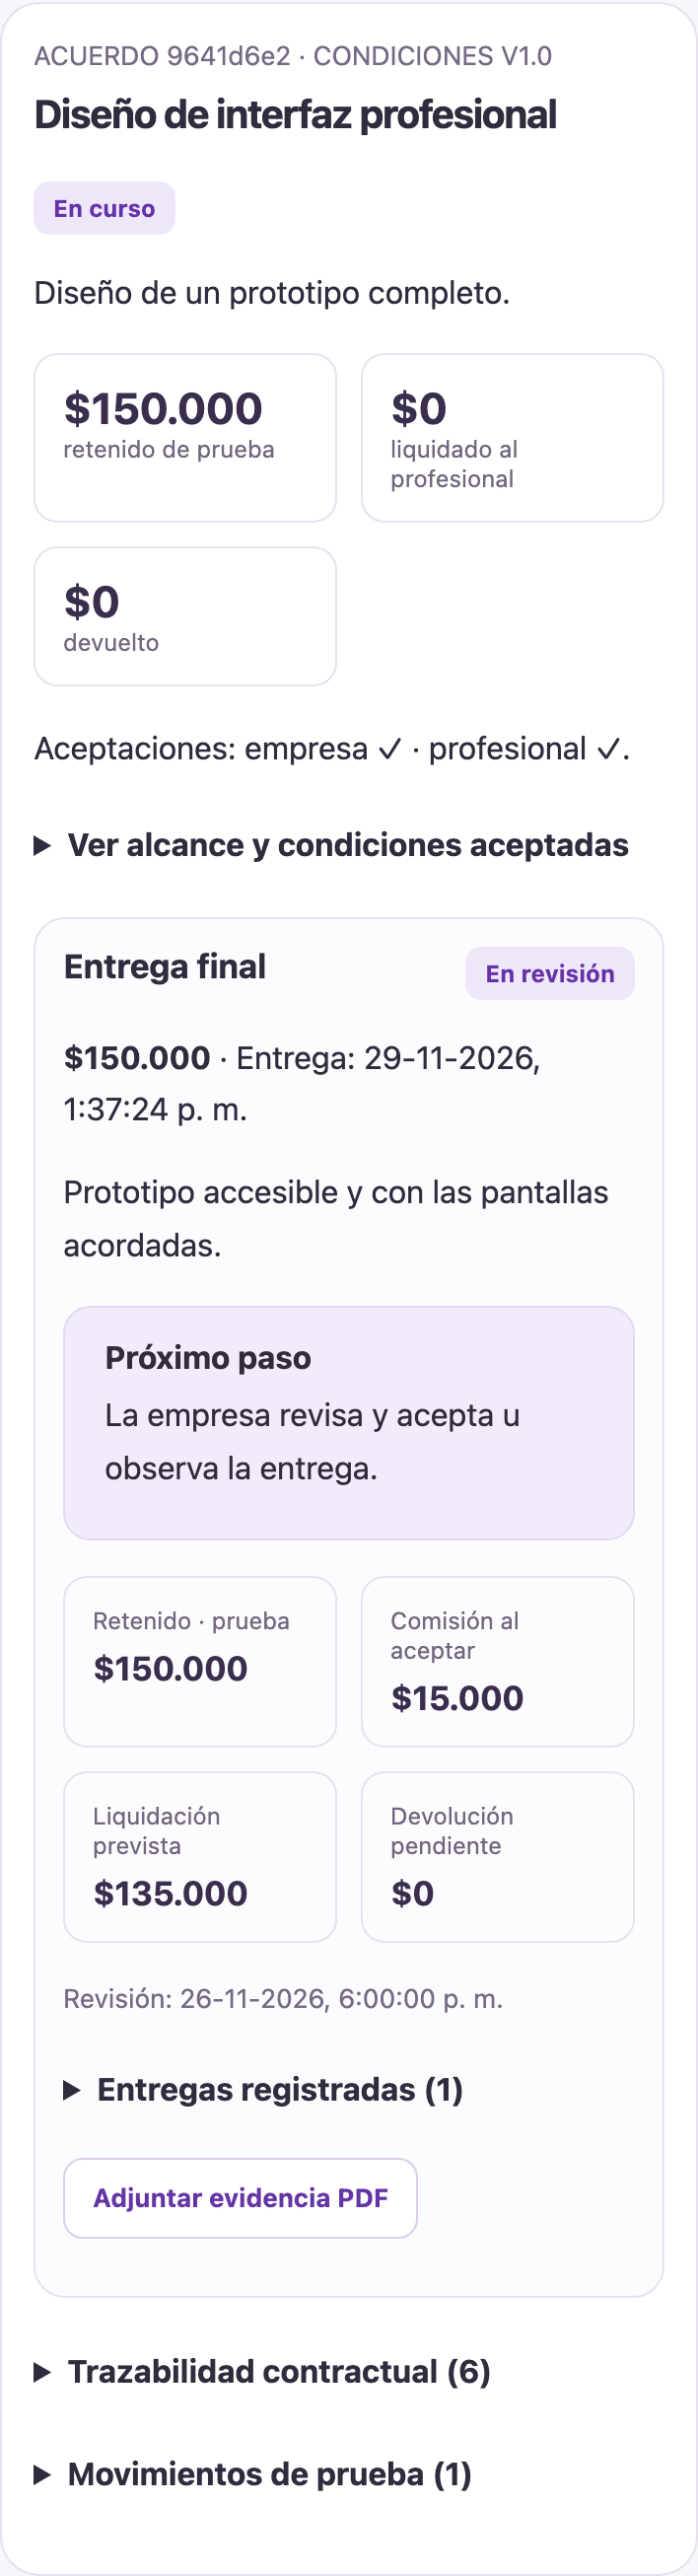 ACUERDO 9641d6e2 · CONDICIONES V1.0
Diseño de interfaz profesional
En curso
Diseño de un prototipo completo.
$150.000
retenido de prueba
$0
liquidado al
profesional
$0
devuelto
Aceptaciones: empresa ✓ · profesional ✓.
▶ Ver alcance y condiciones aceptadas
Entrega final
En revisión
$150.000 · Entrega: 29-11-2026,
1:37:24 p. m.
Prototipo accesible y con las pantallas
acordadas.
Próximo paso
La empresa revisa y acepta u
observa la entrega.
Retenido · prueba
$150.000
Comisión al
aceptar
$15.000
Liquidación
prevista
$135.000
Devolución
pendiente
$0
Revisión: 26-11-2026, 6:00:00 p. m.
▶ Entregas registradas (1)
Adjuntar evidencia PDF
▶ Trazabilidad contractual (6)
▶ Movimientos de prueba (1)